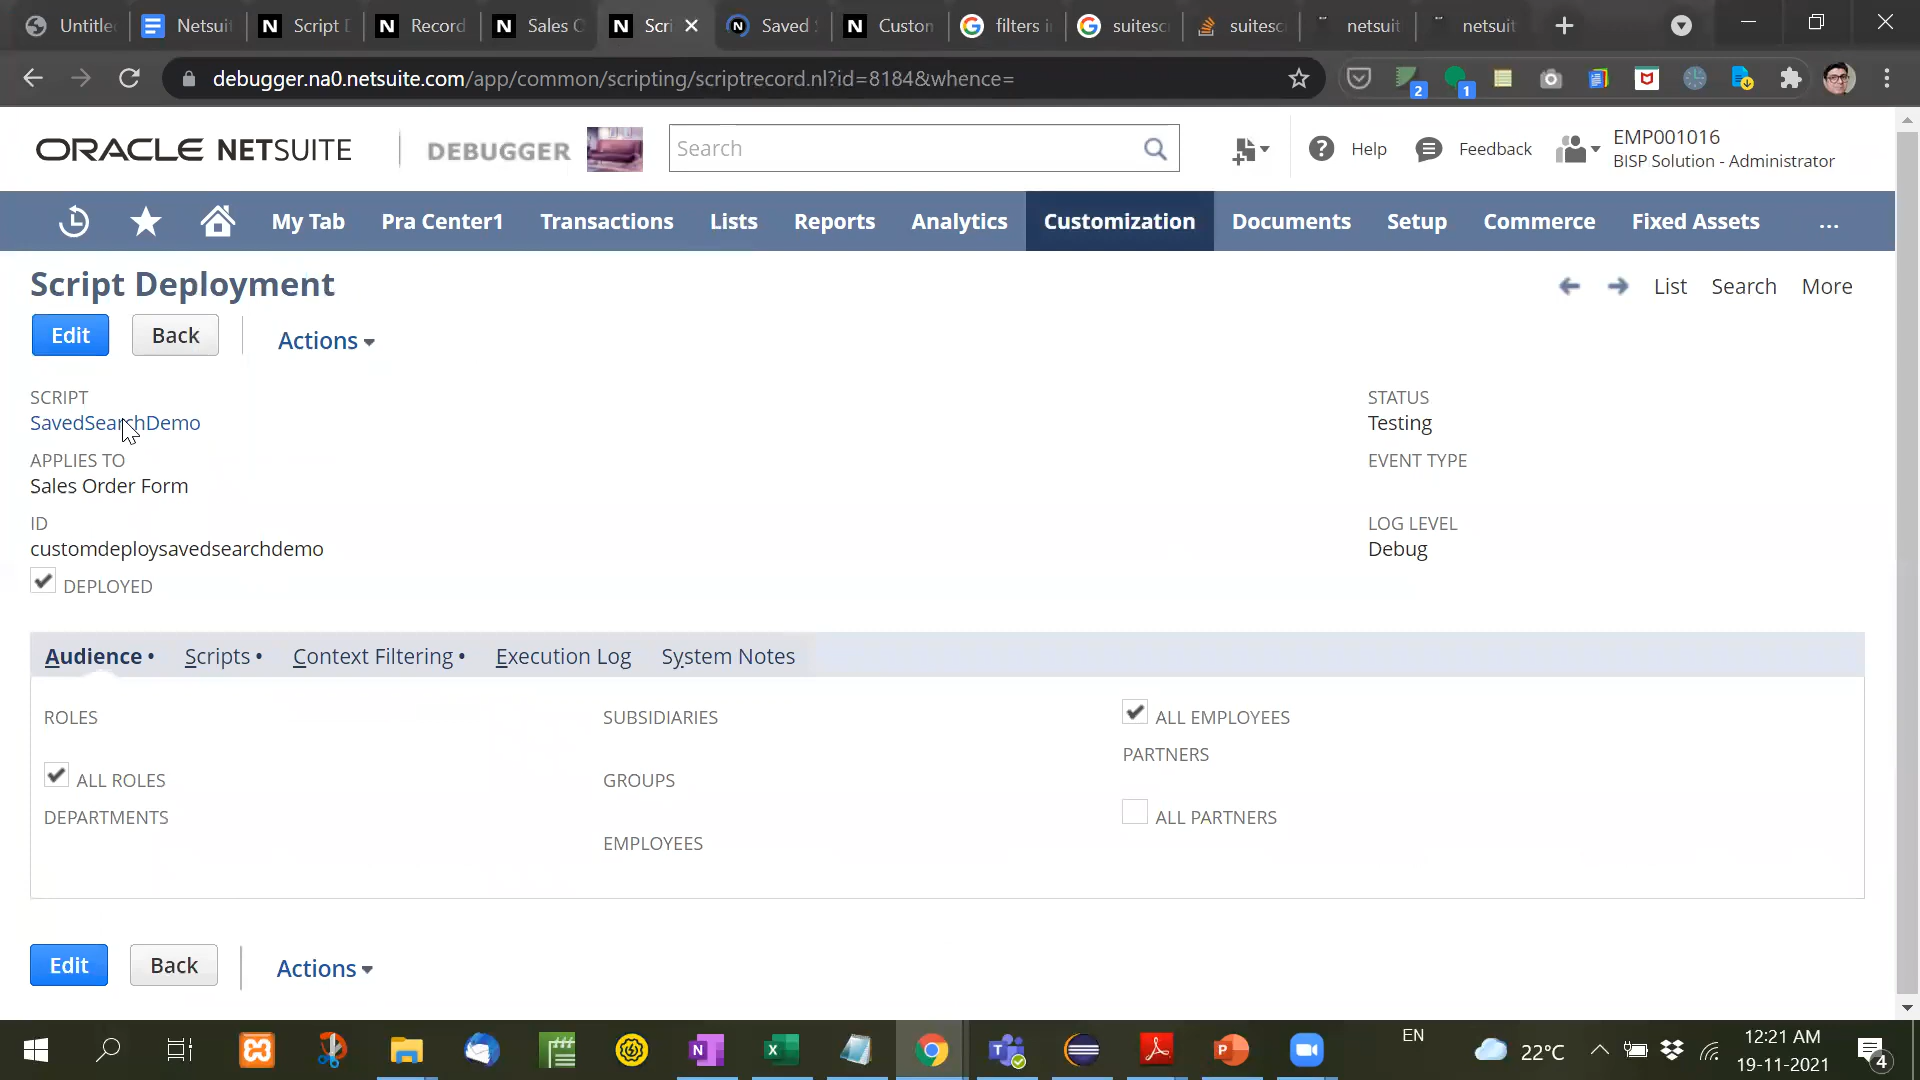 Untitle
Netsuit
Script D
Record
Sales O
Scri
Saved
Custon
filters i
suitesc
suitesc
netsuit
netsuit
debugger.na0.netsuite.com/app/common/scripting/scriptrecord.nl?id=8184&whence=
2
1
ORACLE NETSUITE
DEBUGGER
Search
Help
Feedback
EMP001016
BISP Solution - Administrator
My Tab
Pra Center1
Transactions
Lists
Reports
Analytics
Customization
Documents
Setup
Commerce
Fixed Assets
...
Script Deployment
List
Search
More
Edit
Back
Actions
SCRIPT
SavedSearchDemo
STATUS
Testing
APPLIES TO
Sales Order Form
EVENT TYPE
ID
customdeploysavedsearchdemo
LOG LEVEL
Debug
DEPLOYED
Audience •
Scripts •
Context Filtering •
Execution Log
System Notes
ROLES
SUBSIDIARIES
ALL EMPLOYEES
PARTNERS
ALL ROLES
GROUPS
DEPARTMENTS
ALL PARTNERS
EMPLOYEES
Edit
Back
Actions
EN
22°C
12:21 AM
19-11-2021
4